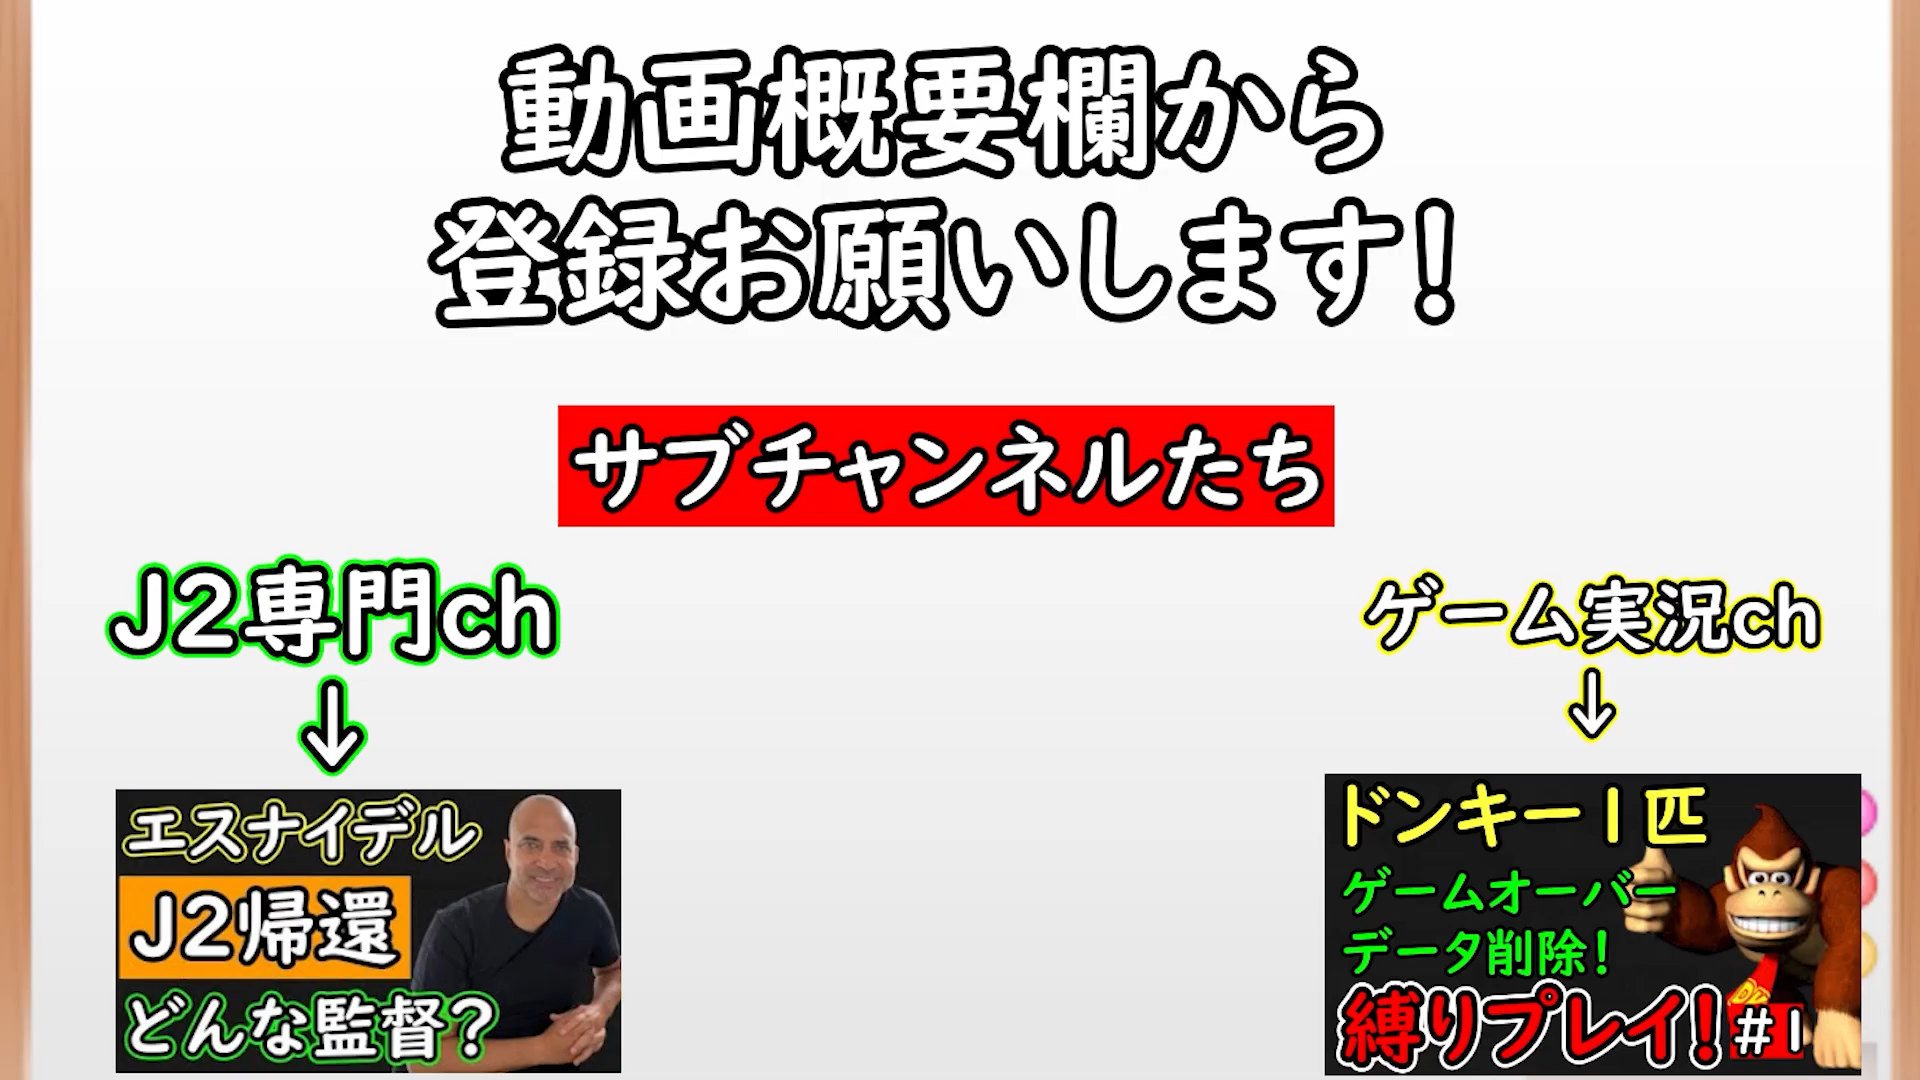 動画概要欄から
登録お願いします!
サブチャンネルたち
J2専門ch
↓
エスナイデル
J2帰還
どんな監督?
ゲーム実況ch
↓
ドンキー1匹
ゲームオーバー
データ削除!
縛りプレイ!#1